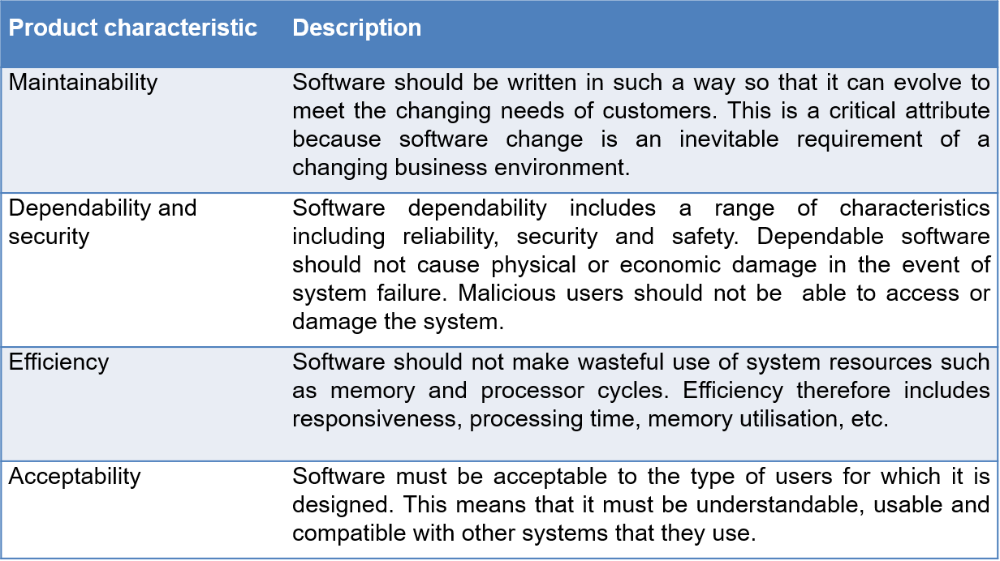 Product characteristic Description
Maintainability Software should be written in such a way so that it can evolve to
meet the changing needs of customers. This is a critical attribute
because software change is an inevitable requirement of a
changing business environment.
Dependability and Software dependability includes a range of characteristics
security including reliability, security and safety. Dependable software
should not cause physical or economic damage in the event of
system failure. Malicious users should not be able to access or
damage the system.
Efficiency Software should not make wasteful use of system resources such
as memory and processor cycles. Efficiency therefore includes
responsiveness, processing time, memory utilisation, etc.
Acceptability Software must be acceptable to the type of users for which it is
designed. This means that it must be understandable, usable and
compatible with other systems that they use.